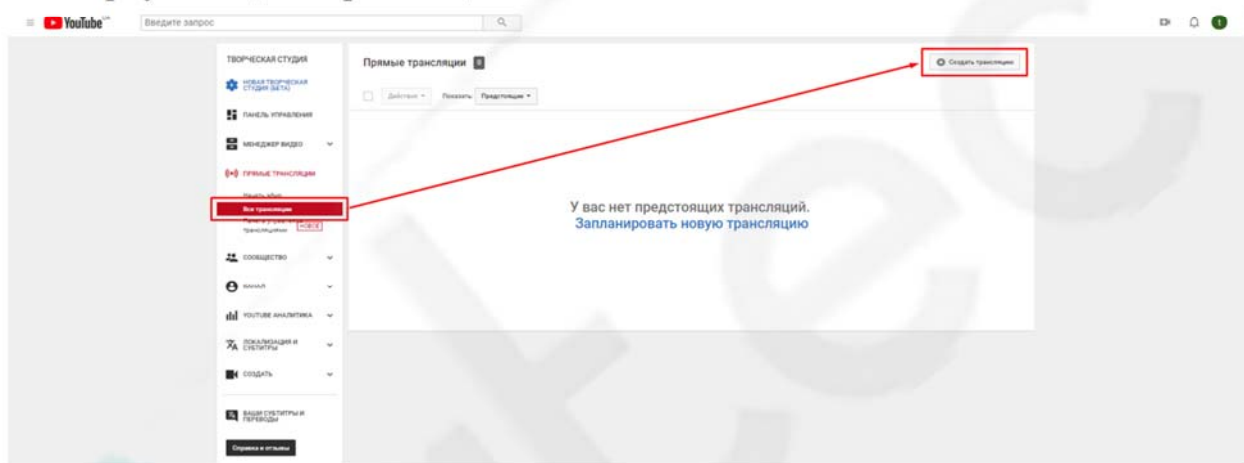 YouTube
Введите запрос
ТВОРЧЕСКАЯ СТУДИЯ
НОВАЯ ТВОРЧЕСКАЯ
СТУДИЯ (БЕТА)
ПАНЕЛЬ УПРАВЛЕНИЯ
МЕНЕДЖЕР ВИДЕО
ПРЯМЫЕ ТРАНСЛЯЦИИ
Все трансляции
трансляциями НОВОЕ
СООБЩЕСТВО
КАНАЛ
YOUTUBE АНАЛИТИКА
ЛОКАЛИЗАЦИЯ И
СУБТИТРЫ
СОЗДАТЬ
ВАШИ СУБТИТРЫ И
ПЕРЕВОДЫ
Справка и отзывы
Прямые трансляции 0
Создать трансляцию
Действия Показать: Предстоящие
У вас нет предстоящих трансляций.
Запланировать новую трансляцию